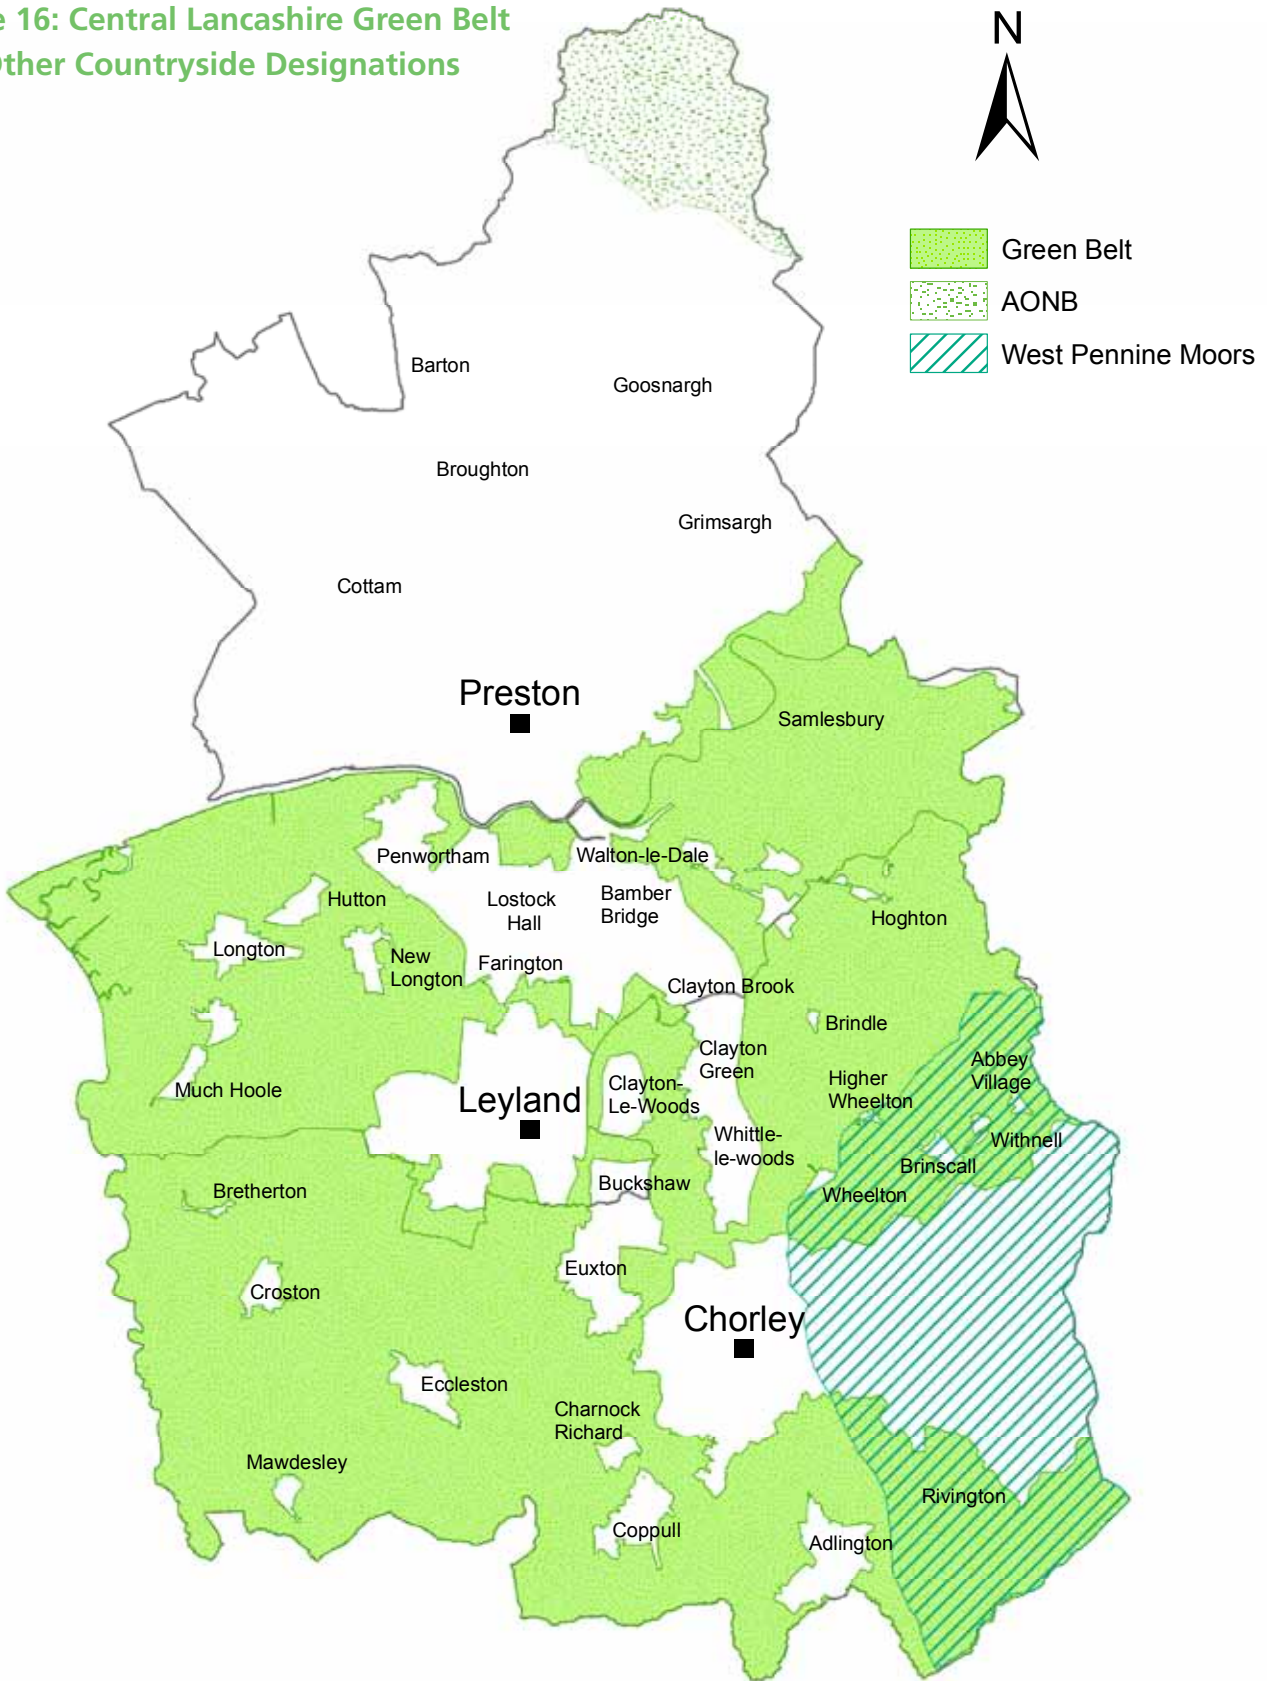 e 16: Central Lancashire Green Belt
Other Countryside Designations
N
Green Belt
AONB
West Pennine Moors
Barton
Goosnargh
Broughton
Grimsargh
Cottam
Preston
Samlesbury
Penwortham
Walton-le-Dale
Hutton
Lostock
Hall
Bamber
Bridge
Hoghton
Longton
New
Longton
Farington
Clayton Brook
Brindle
Clayton
Green
Abbey
Village
Much Hoole
Leyland
Clayton-
Le-Woods
Higher
Wheelton
Whittle-
le-woods
Withnell
Brinscall
Bretherton
Buckshaw
Wheelton
Euxton
Croston
Chorley
Eccleston
Charnock
Richard
Mawdesley
Rivington
Coppull
Adlington